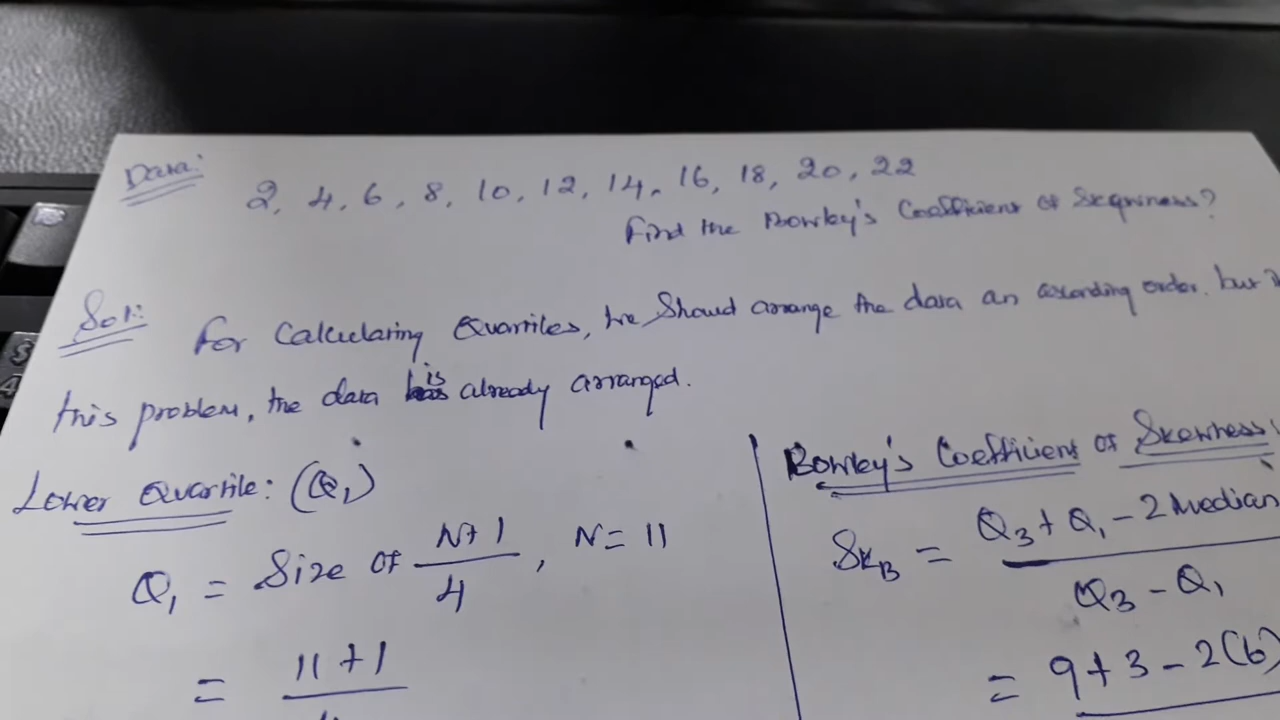 Data:
2, 4, 6, 8, 10, 12, 14, 16, 18, 20, 22
Find the Bowley's Coefficient of Skewness?
Sol:
For Calculating Quartiles, we Should arrange the data an ascending order. but
this problem, the data is already arranged.
Lower Quartile: (Q₁)
Q₁ = Size of N+1/4, N = 11
= 11+1
Bowley's Coefficient of Skewness
Sk_B = Q₃ + Q₁ - 2 Median / Q₃ - Q₁
= 9 + 3 - 2(6)